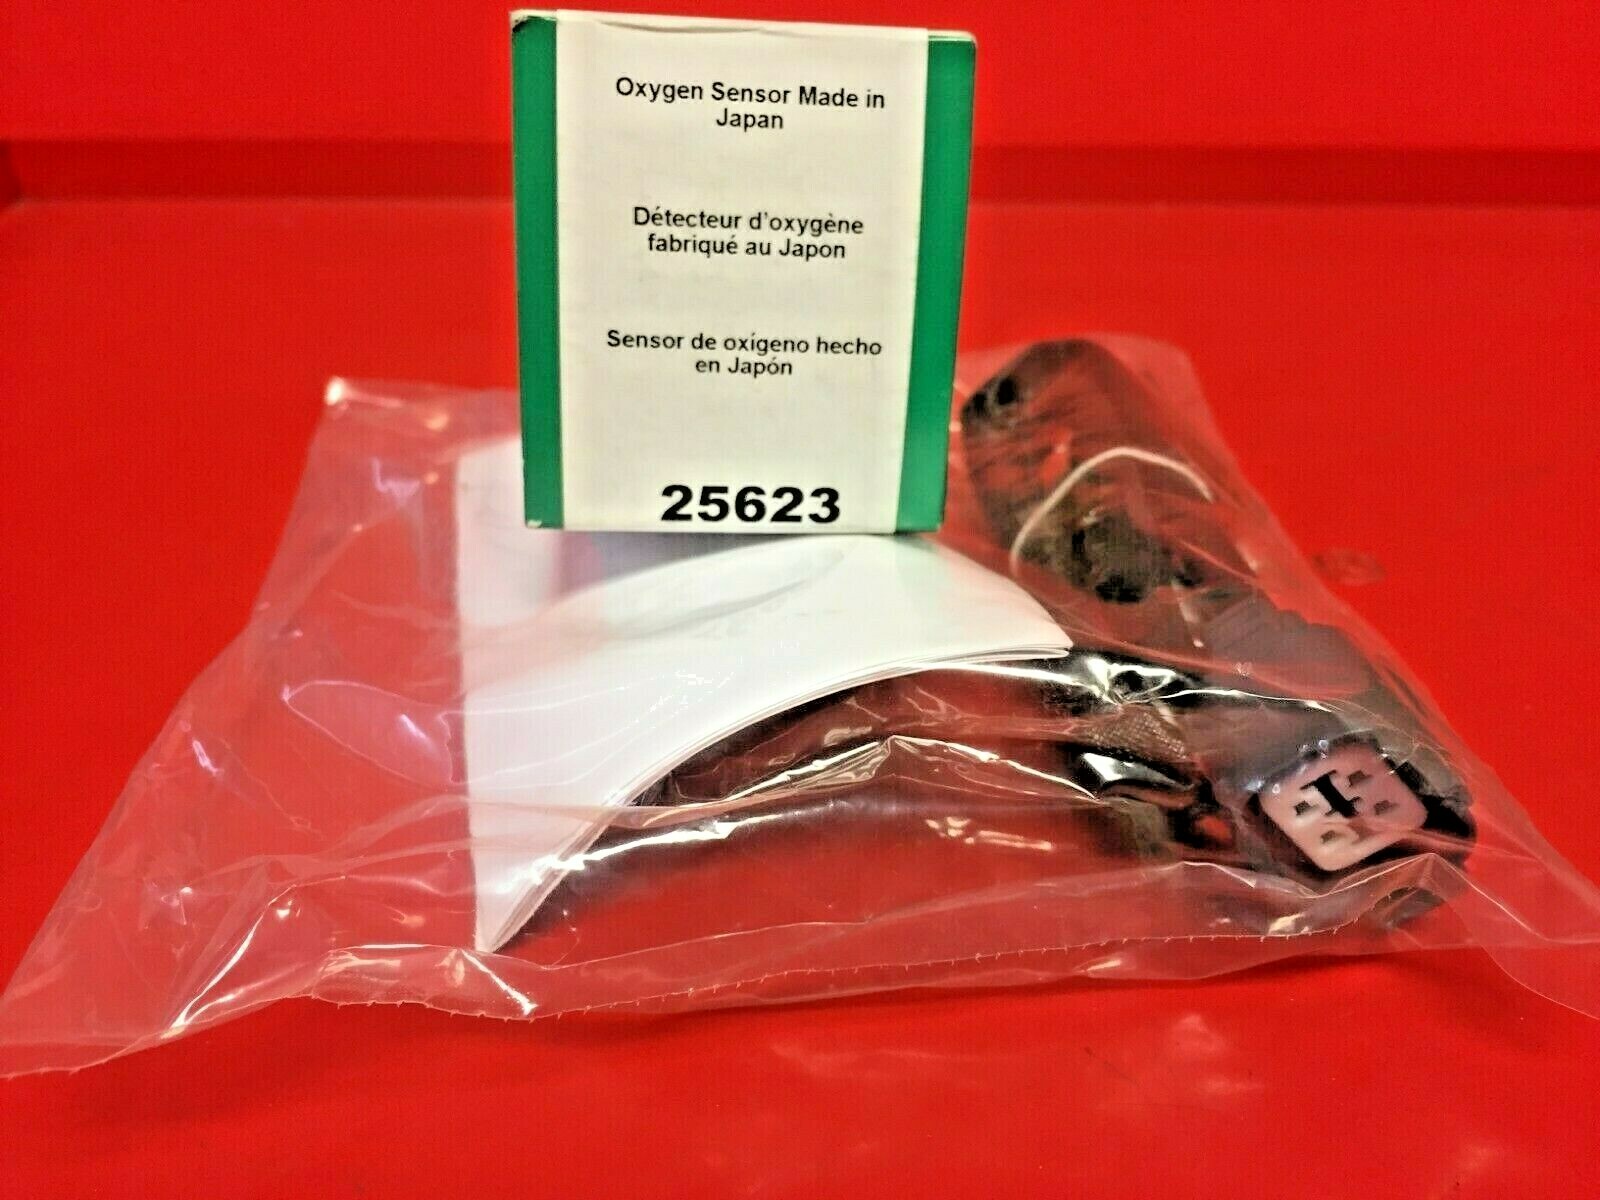 Oxygen Sensor Made in
Japan
Détecteur d'oxygène
fabriqué au Japon
Sensor de oxígeno hecho
en Japón
25623